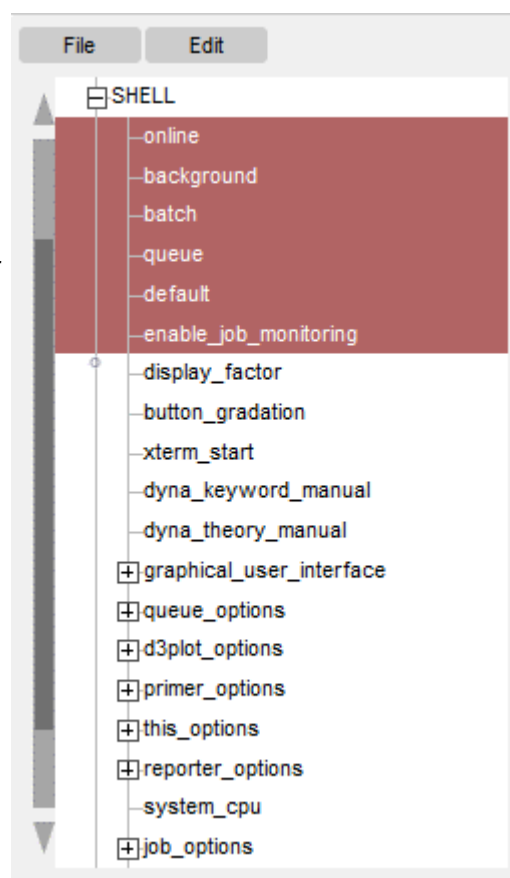 File Edit
SHELL
online
background
batch
queue
default
enable_job_monitoring
display_factor
button_gradation
xterm_start
dyna_keyword_manual
dyna_theory_manual
graphical_user_interface
queue_options
d3plot_options
primer_options
this_options
reporter_options
system_cpu
job_options